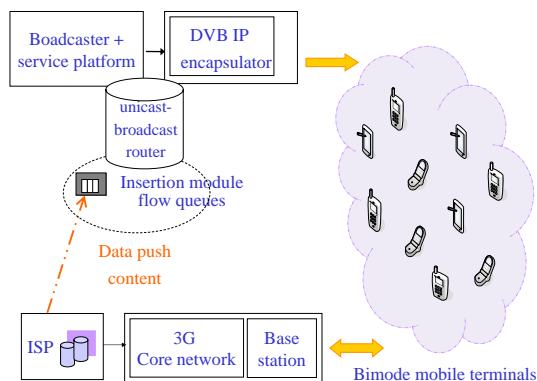 Boadcaster +
service platform
DVB IP
encapsulator
unicast-
broadcast
router
Insertion module
flow queues
Data push
content
ISP
3G
Core network
Base
station
Bimode mobile terminals